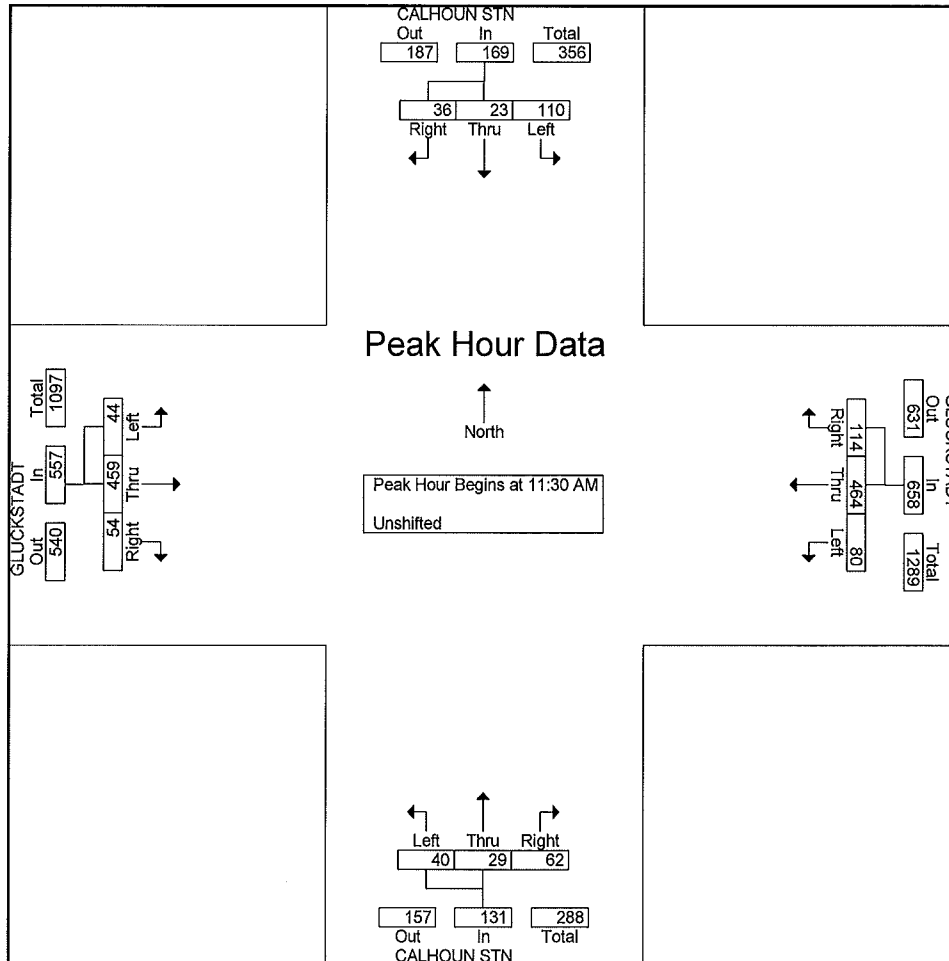 CALHOUN STN
Out In Total
187 169 356
36 23 110
Right Thru Left
Peak Hour Data
North
Peak Hour Begins at 11:30 AM
Unshifted
GLUCKSTADT
Out In Total
540 557 1097
44 459 54
Left Thru Right
Right Thru Left
114 464 80
631 658 1289
Out In Total
Left Thru Right
40 29 62
157 131 288
Out In Total
CALHOUN STN